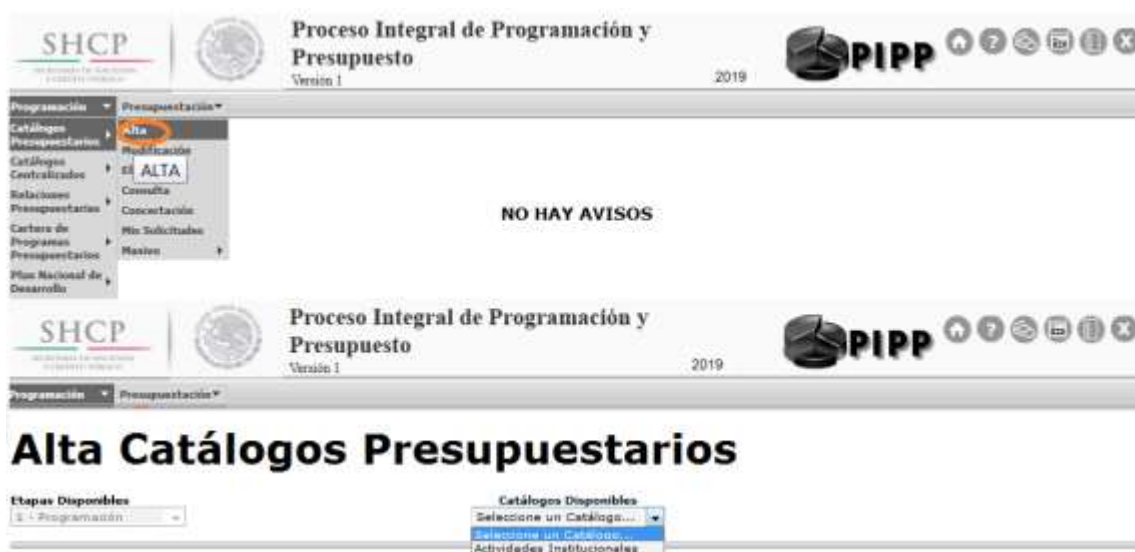 SHCP
Proceso Integral de Programación y
Presupuesto
Versión 1
2019
PIPP
Programación
Presupuestación
Catálogos
Presupuestarios
Alta
Modificación
Catálogos
Centralizados
ALTA
Consulta
Relaciones
Presupuestarias
Concertación
Cartera de
Programas
Presupuestarios
Mis Solicitudes
Masivo
Plan Nacional de
Desarrollo
NO HAY AVISOS
SHCP
Proceso Integral de Programación y
Presupuesto
Versión 1
2019
PIPP
Programación
Presupuestación
Alta Catálogos Presupuestarios
Etapas Disponibles
Catálogos Disponibles
1 - Programación
Seleccione un Catálogo...
Seleccione un Catálogo...
Actividades Institucionales